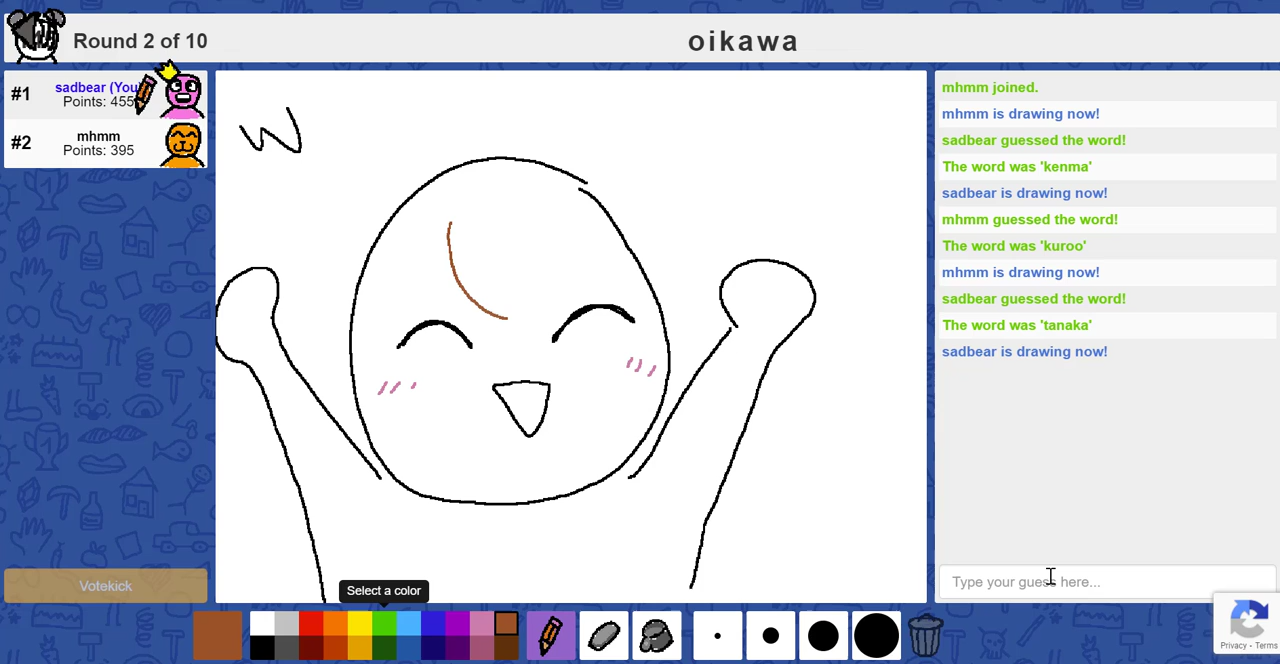 Round 2 of 10
oikawa
#1
sadbear (You
Points: 455
#2
mhmm
Points: 395
W
mhmm joined.
mhmm is drawing now!
sadbear guessed the word!
The word was 'kenma'
sadbear is drawing now!
mhmm guessed the word!
The word was 'kuroo'
mhmm is drawing now!
sadbear guessed the word!
The word was 'tanaka'
sadbear is drawing now!
Votekick
Select a color
Type your guess here...
Privacy - Terms